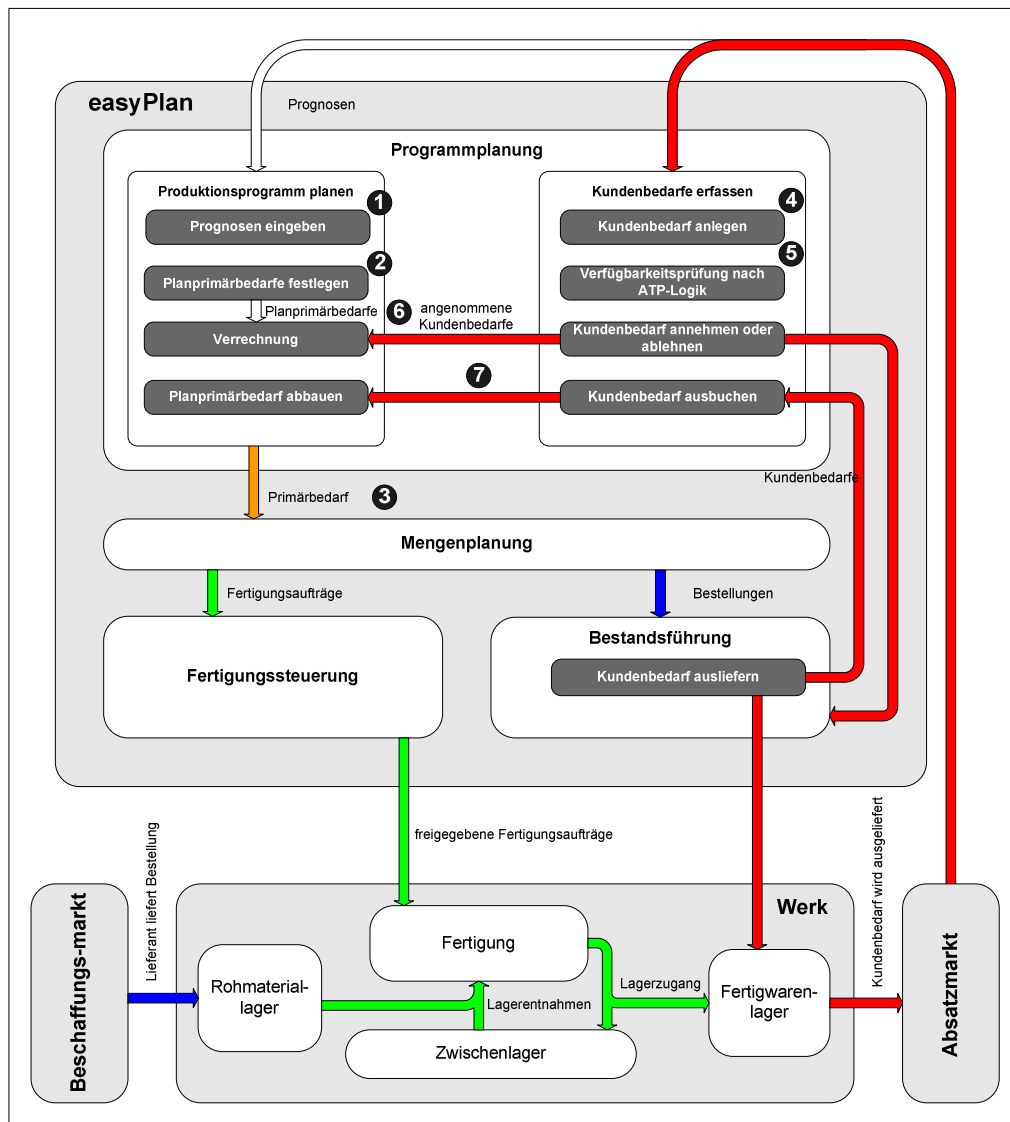 easyPlan
Prognosen
Programmplanung
Produktionsprogramm planen
1
Prognosen eingeben
2
Planprimärbedarfe festlegen
Planprimärbedarfe
6
angenommene
Kundenbedarfe
Verrechnung
7
Planprimärbedarf abbauen
Kundenbedarfe erfassen
4
Kundenbedarf anlegen
5
Verfügbarkeitsprüfung nach
ATP-Logik
Kundenbedarf annehmen oder
ablehnen
Kundenbedarf ausbuchen
Kundenbedarfe
Primärbedarf
3
Mengenplanung
Fertigungsaufträge
Bestellungen
Fertigungssteuerung
Bestandsführung
Kundenbedarf ausliefern
freigegebene Fertigungsaufträge
Lieferant liefert Bestellung
Kundenbedarf wird ausgeliefert
Beschaffungs-markt
Werk
Fertigung
Rohmaterial-
lager
Lagerentnahmen
Lagerzugang
Zwischenlager
Fertigwaren-
lager
Absatzmarkt